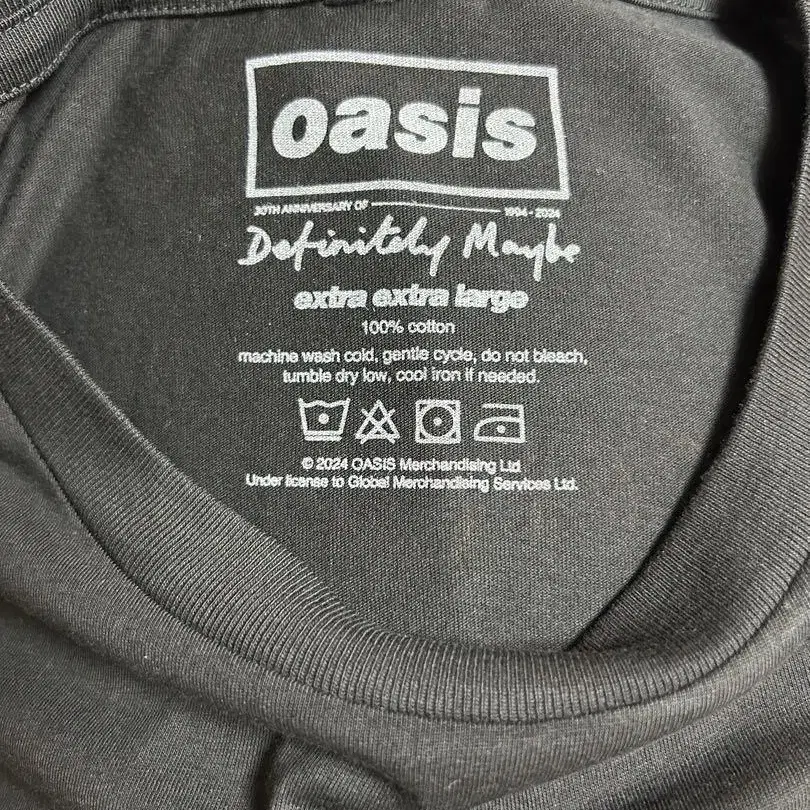 oasis
30TH ANNIVERSARY OF 1994 - 2024
Definitely Maybe
extra extra large
100% cotton
machine wash cold, gentle cycle, do not bleach,
tumble dry low, cool iron if needed.
© 2024 OASIS Merchandising Ltd
Under license to Global Merchandising Services Ltd.